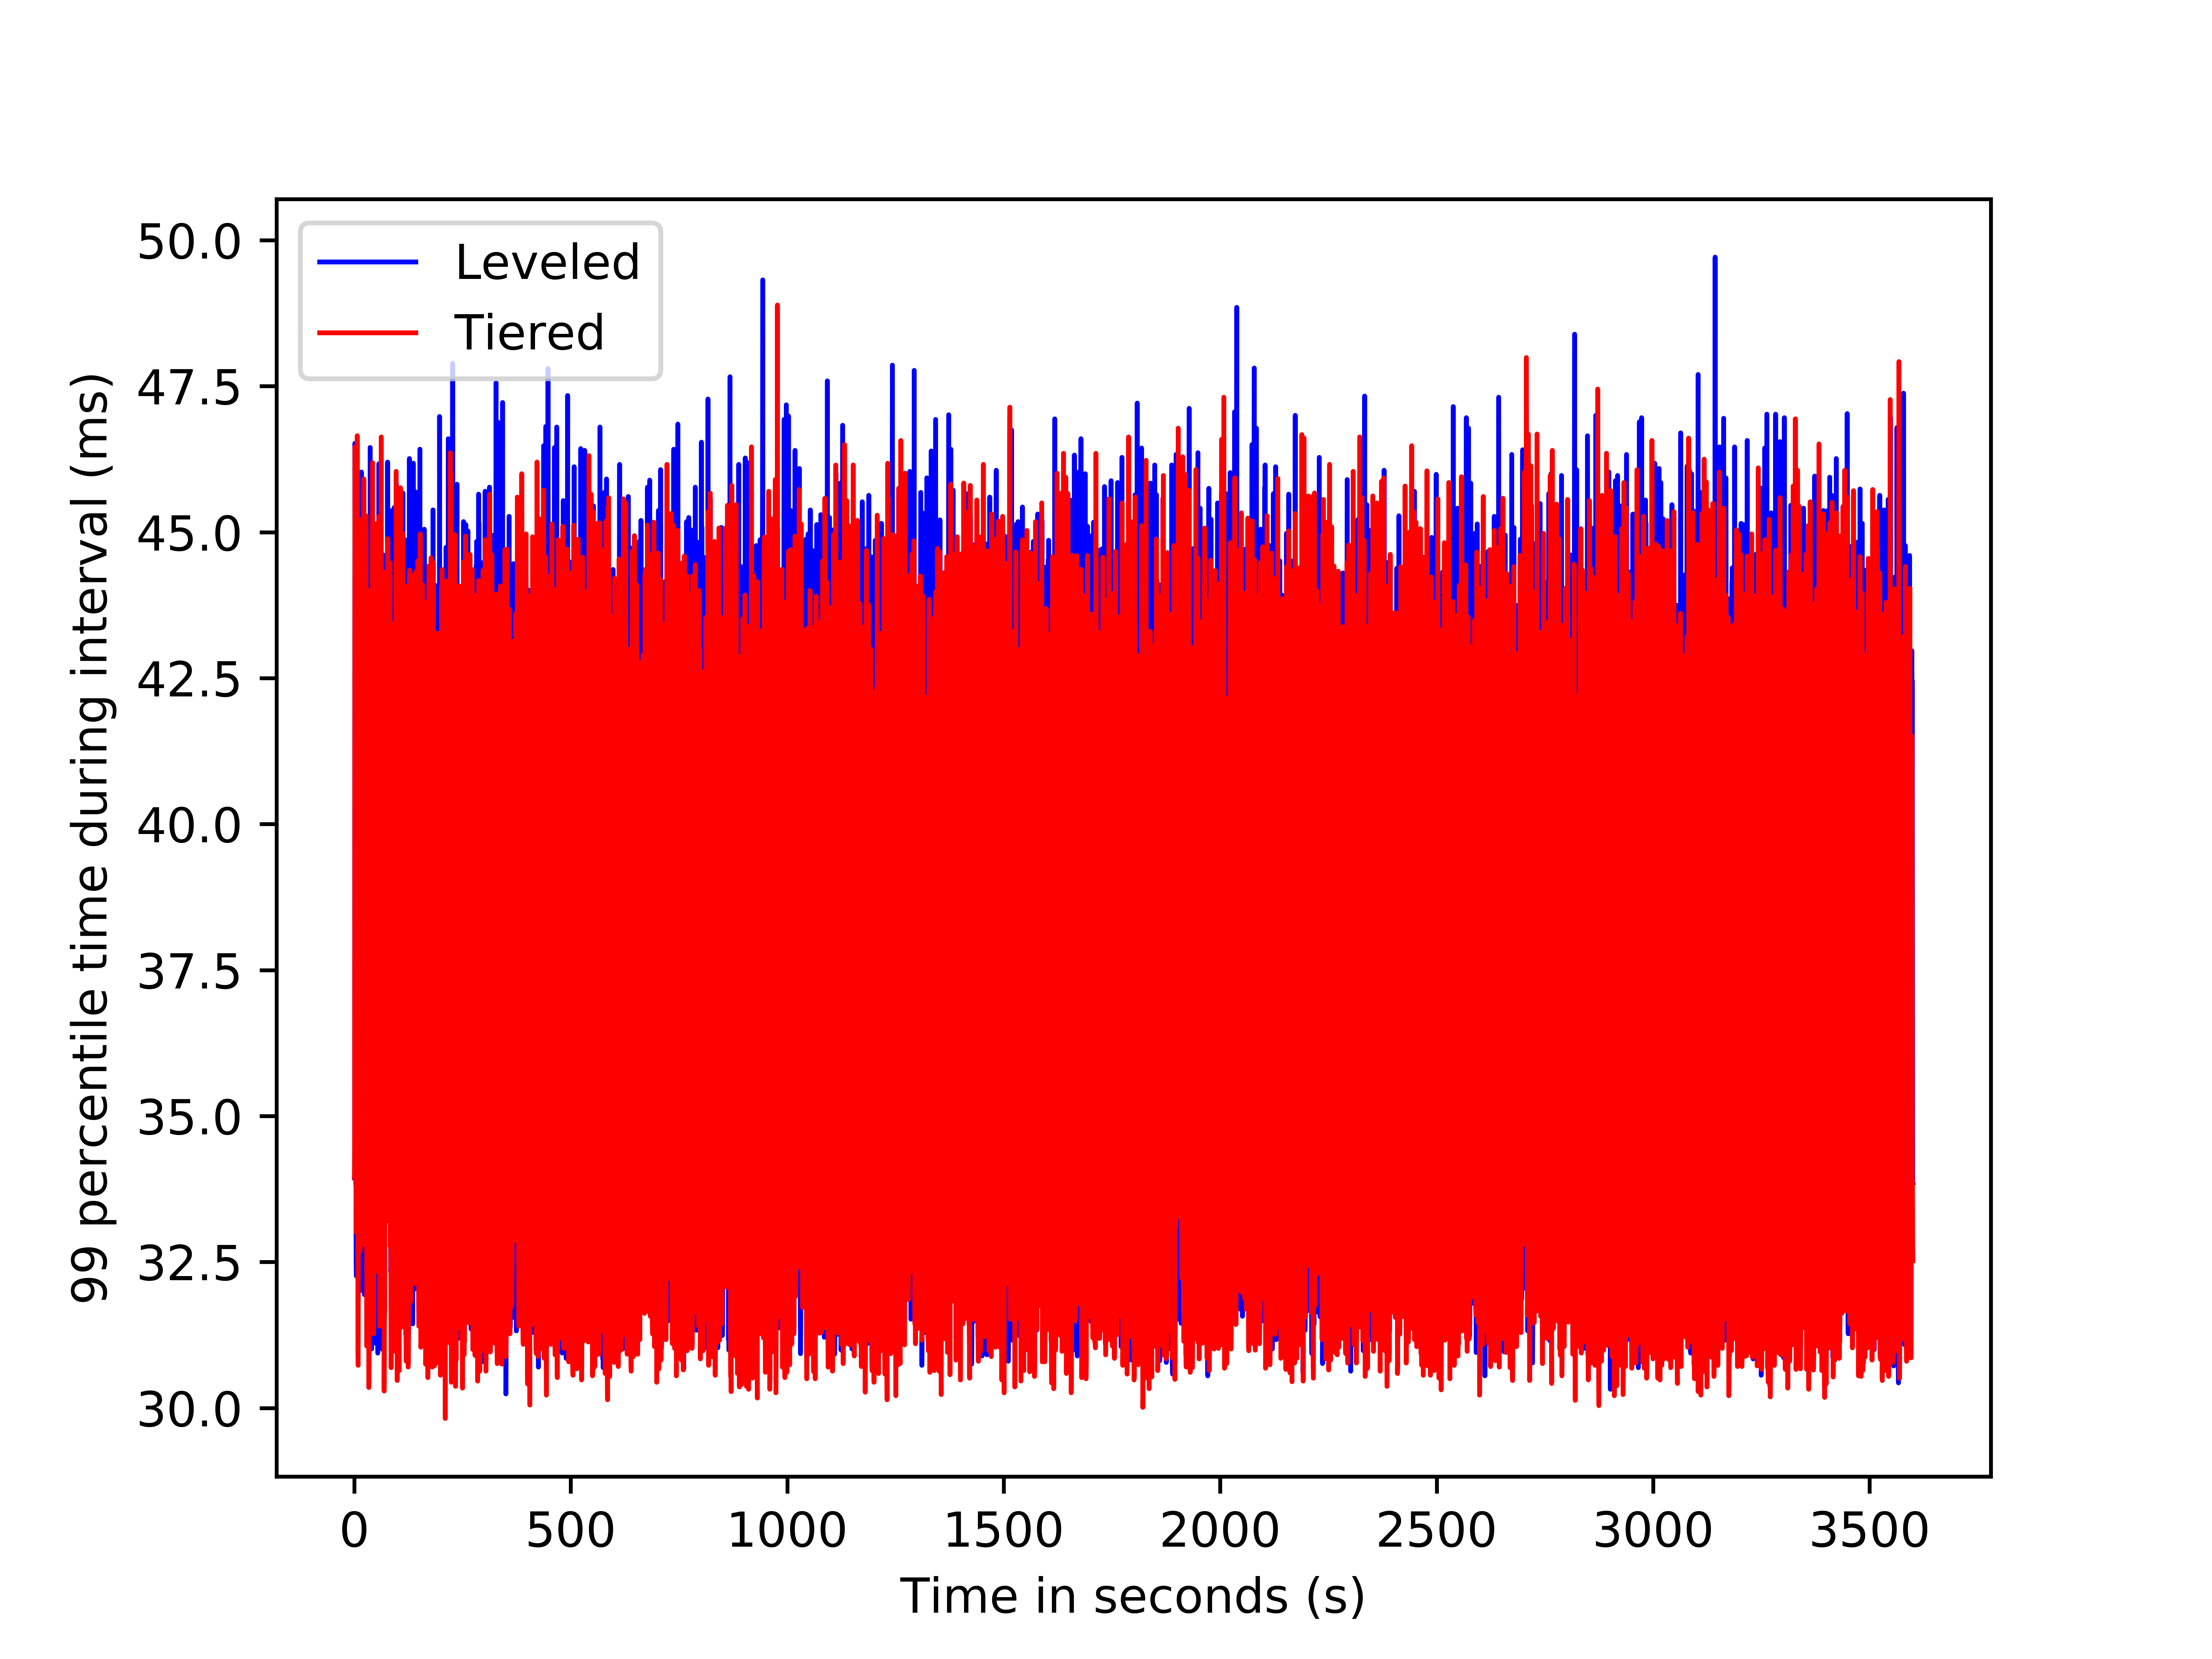 Leveled
Tiered
50.0
47.5
45.0
42.5
40.0
37.5
35.0
32.5
30.0
99 percentile time during interval (ms)
0 500 1000 1500 2000 2500 3000 3500
Time in seconds (s)